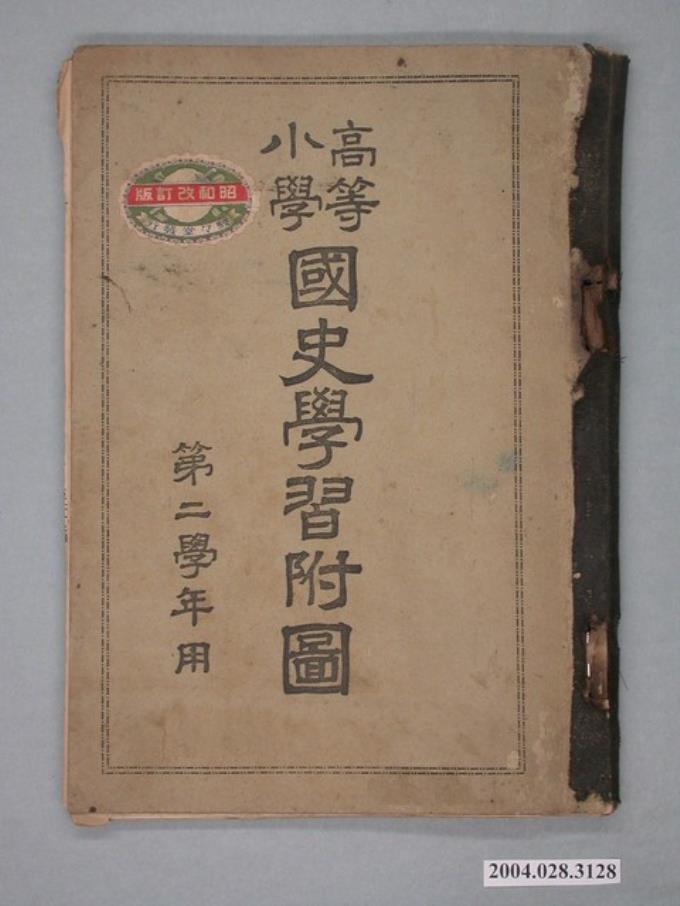 高等
小學
國史學習附圖
第二學年用
昭和改訂版
2004.028.3128